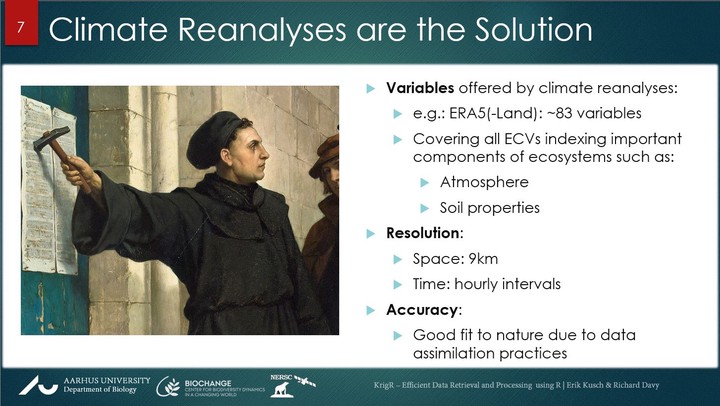 7
Climate Reanalyses are the Solution
Variables offered by climate reanalyses:
e.g.: ERA5(-Land): ~83 variables
Covering all ECVs indexing important
components of ecosystems such as:
Atmosphere
Soil properties
Resolution:
Space: 9km
Time: hourly intervals
Accuracy:
Good fit to nature due to data
assimilation practices
AARHUS UNIVERSITY
Department of Biology
BIOCHANGE
CENTER FOR BIODIVERSITY DYNAMICS
IN A CHANGING WORLD
NERSC
KrigR – Efficient Data Retrieval and Processing using R | Erik Kusch & Richard Davy